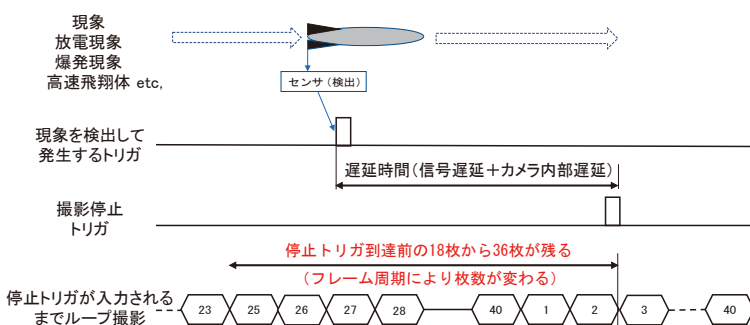 現象
放電現象
爆発現象
高速飛翔体 etc,
センサ(検出)
現象を検出して
発生するトリガ
遅延時間(信号遅延+カメラ内部遅延)
撮影停止
トリガ
停止トリガ到達前の18枚から36枚が残る
(フレーム周期により枚数が変わる)
停止トリガが入力される
までループ撮影
23 25 26 27 28 40 1 2 3 40